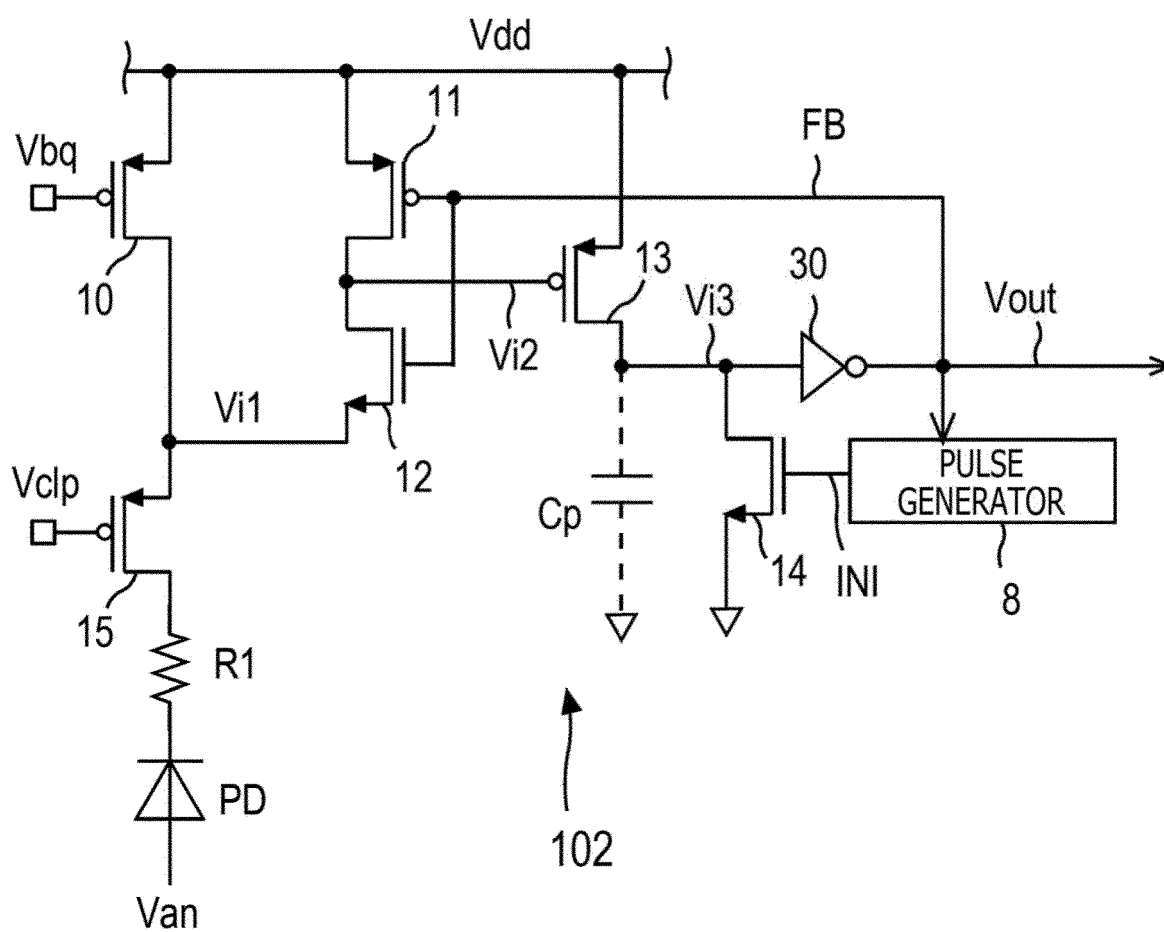 Vdd
11
FB
Vbq
10
13
30
Vi3
Vout
Vi2
Vi1
12
Vclp
PULSE
GENERATOR
Cp
14
INI
8
15
R1
PD
102
Van